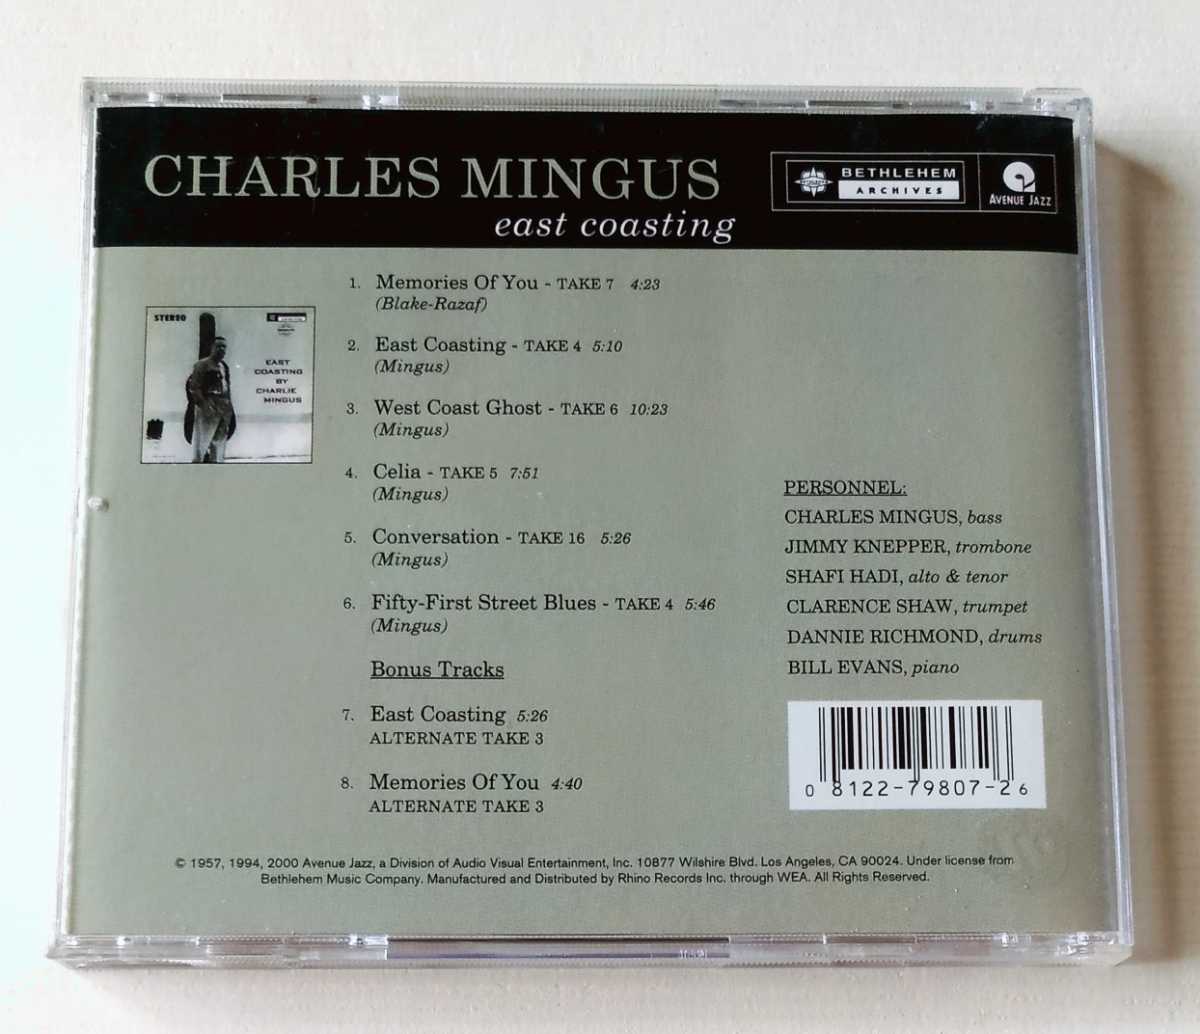 CHARLES MINGUS
east coasting
BETHLEHEM
ARCHIVES
AVENUE JAZZ
1. Memories Of You - TAKE 7 4:23
(Blake-Razaf)
2. East Coasting - TAKE 4 5:10
(Mingus)
3. West Coast Ghost - TAKE 6 10:23
(Mingus)
4. Celia - TAKE 5 7:51
(Mingus)
5. Conversation - TAKE 16 5:26
(Mingus)
6. Fifty-First Street Blues - TAKE 4 5:46
(Mingus)
Bonus Tracks
7. East Coasting 5:26
ALTERNATE TAKE 3
8. Memories Of You 4:40
ALTERNATE TAKE 3
STEREO
EAST
COASTING
BY
CHARLIE
MINGUS
PERSONNEL:
CHARLES MINGUS, bass
JIMMY KNEPPER, trombone
SHAFI HADI, alto & tenor
CLARENCE SHAW, trumpet
DANNIE RICHMOND, drums
BILL EVANS, piano
0 81227-9807-2 6
© 1957, 1994, 2000 Avenue Jazz, a Division of Audio Visual Entertainment, Inc. 10877 Wilshire Blvd. Los Angeles, CA 90024. Under license from
Bethlehem Music Company. Manufactured and Distributed by Rhino Records Inc. through WEA. All Rights Reserved.